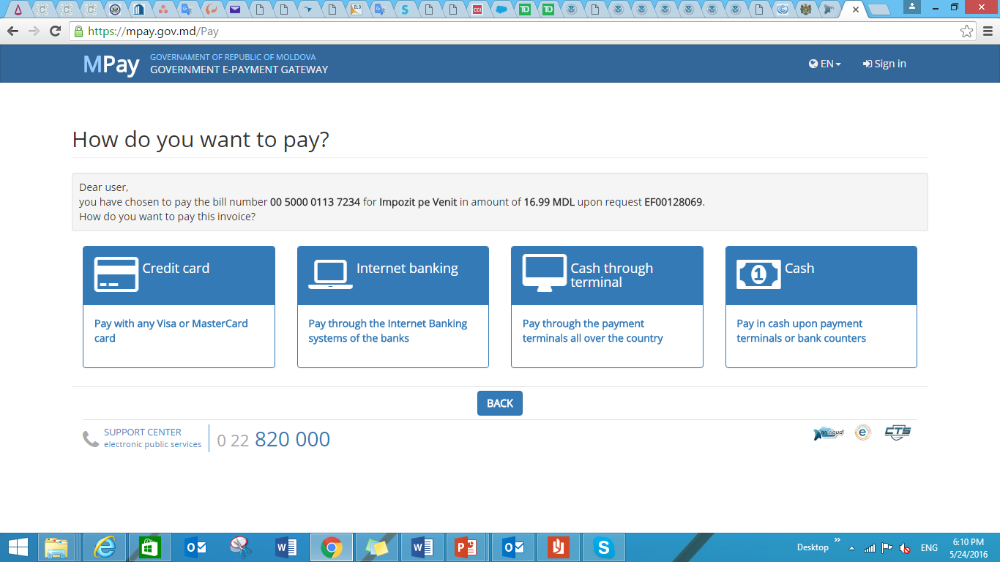 https://mpay.gov.md/Pay
MPay
GOVERNAMENT OF REPUBLIC OF MOLDOVA
GOVERNMENT E-PAYMENT GATEWAY
EN
Sign in
How do you want to pay?
Dear user,
you have chosen to pay the bill number 00 5000 0113 7234 for Impozit pe Venit in amount of 16.99 MDL upon request EF00128069.
How do you want to pay this invoice?
Credit card
Pay with any Visa or MasterCard
card
Internet banking
Pay through the Internet Banking
systems of the banks
Cash through
terminal
Pay through the payment
terminals all over the country
1
Cash
Pay in cash upon payment
terminals or bank counters
BACK
SUPPORT CENTER
electronic public services
0 22 820 000
e
CTS
Desktop
ENG
6:10 PM
5/24/2016